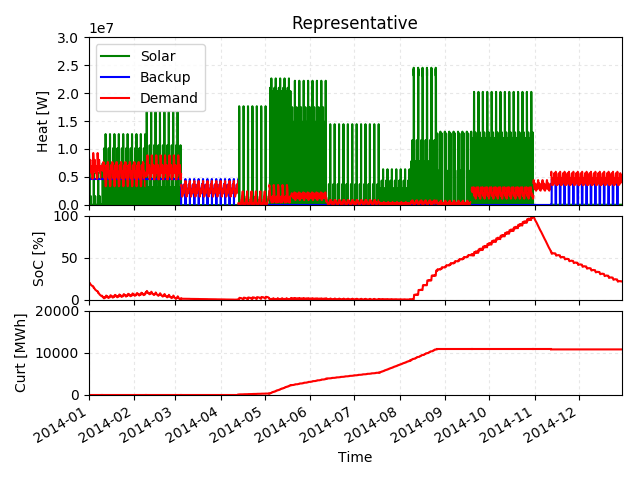 Representative
1e7
3.0
2.5
2.0
1.5
1.0
0.5
0.0
Heat [W]
Solar
Backup
Demand
100
50
0
SoC [%]
20000
10000
0
Curt [MWh]
2014-01
2014-02
2014-03
2014-04
2014-05
2014-06
2014-07
2014-08
2014-09
2014-10
2014-11
2014-12
Time